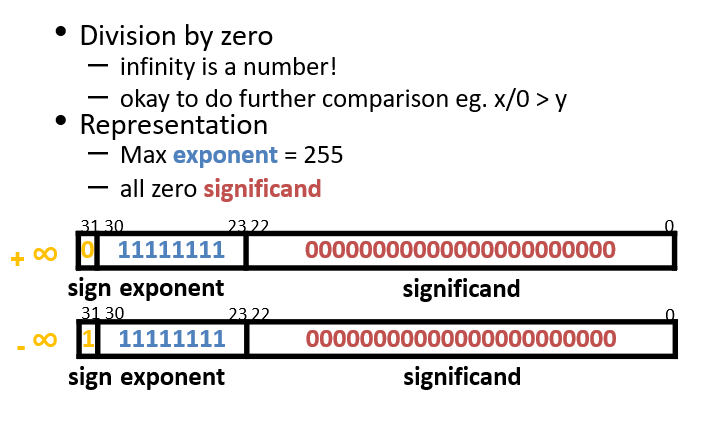 • Division by zero
– infinity is a number!
– okay to do further comparison eg. x/0 > y
• Representation
– Max exponent = 255
– all zero significand
31 30 23 22 0
+ ∞ 0 11111111 00000000000000000000000
sign exponent significand
31 30 23 22 0
- ∞ 1 11111111 00000000000000000000000
sign exponent significand